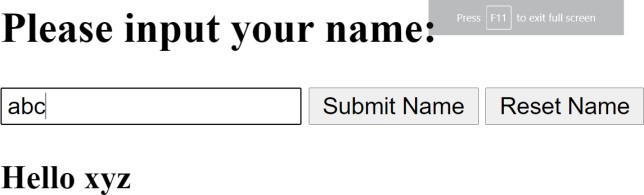 Press F11 to exit full screen
Please input your name:
abc Submit Name Reset Name
Hello xyz